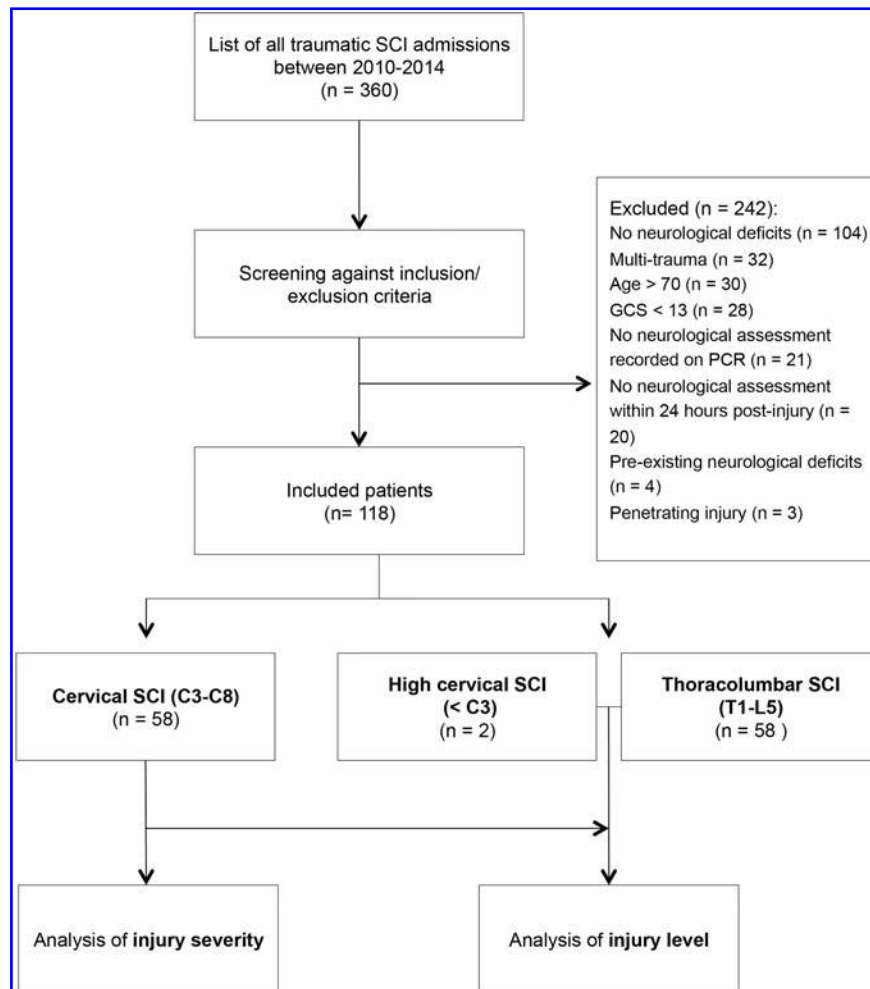 List of all traumatic SCI admissions
between 2010-2014
(n = 360)
Screening against inclusion/
exclusion criteria
Excluded (n = 242):
No neurological deficits (n = 104)
Multi-trauma (n = 32)
Age > 70 (n = 30)
GCS < 13 (n = 28)
No neurological assessment
recorded on PCR (n = 21)
No neurological assessment
within 24 hours post-injury (n =
20)
Pre-existing neurological deficits
(n = 4)
Penetrating injury (n = 3)
Included patients
(n= 118)
Cervical SCI (C3-C8)
(n = 58)
High cervical SCI
(< C3)
(n = 2)
Thoracolumbar SCI
(T1-L5)
(n = 58 )
Analysis of injury severity
Analysis of injury level